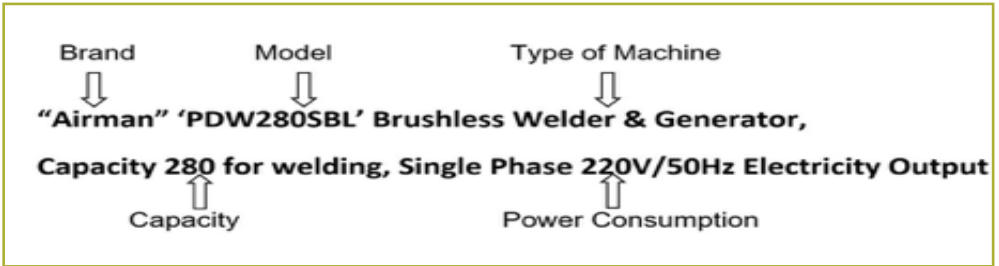 Brand Model Type of Machine
“Airman” ‘PDW280SBL’ Brushless Welder & Generator,
Capacity 280 for welding, Single Phase 220V/50Hz Electricity Output
Capacity Power Consumption